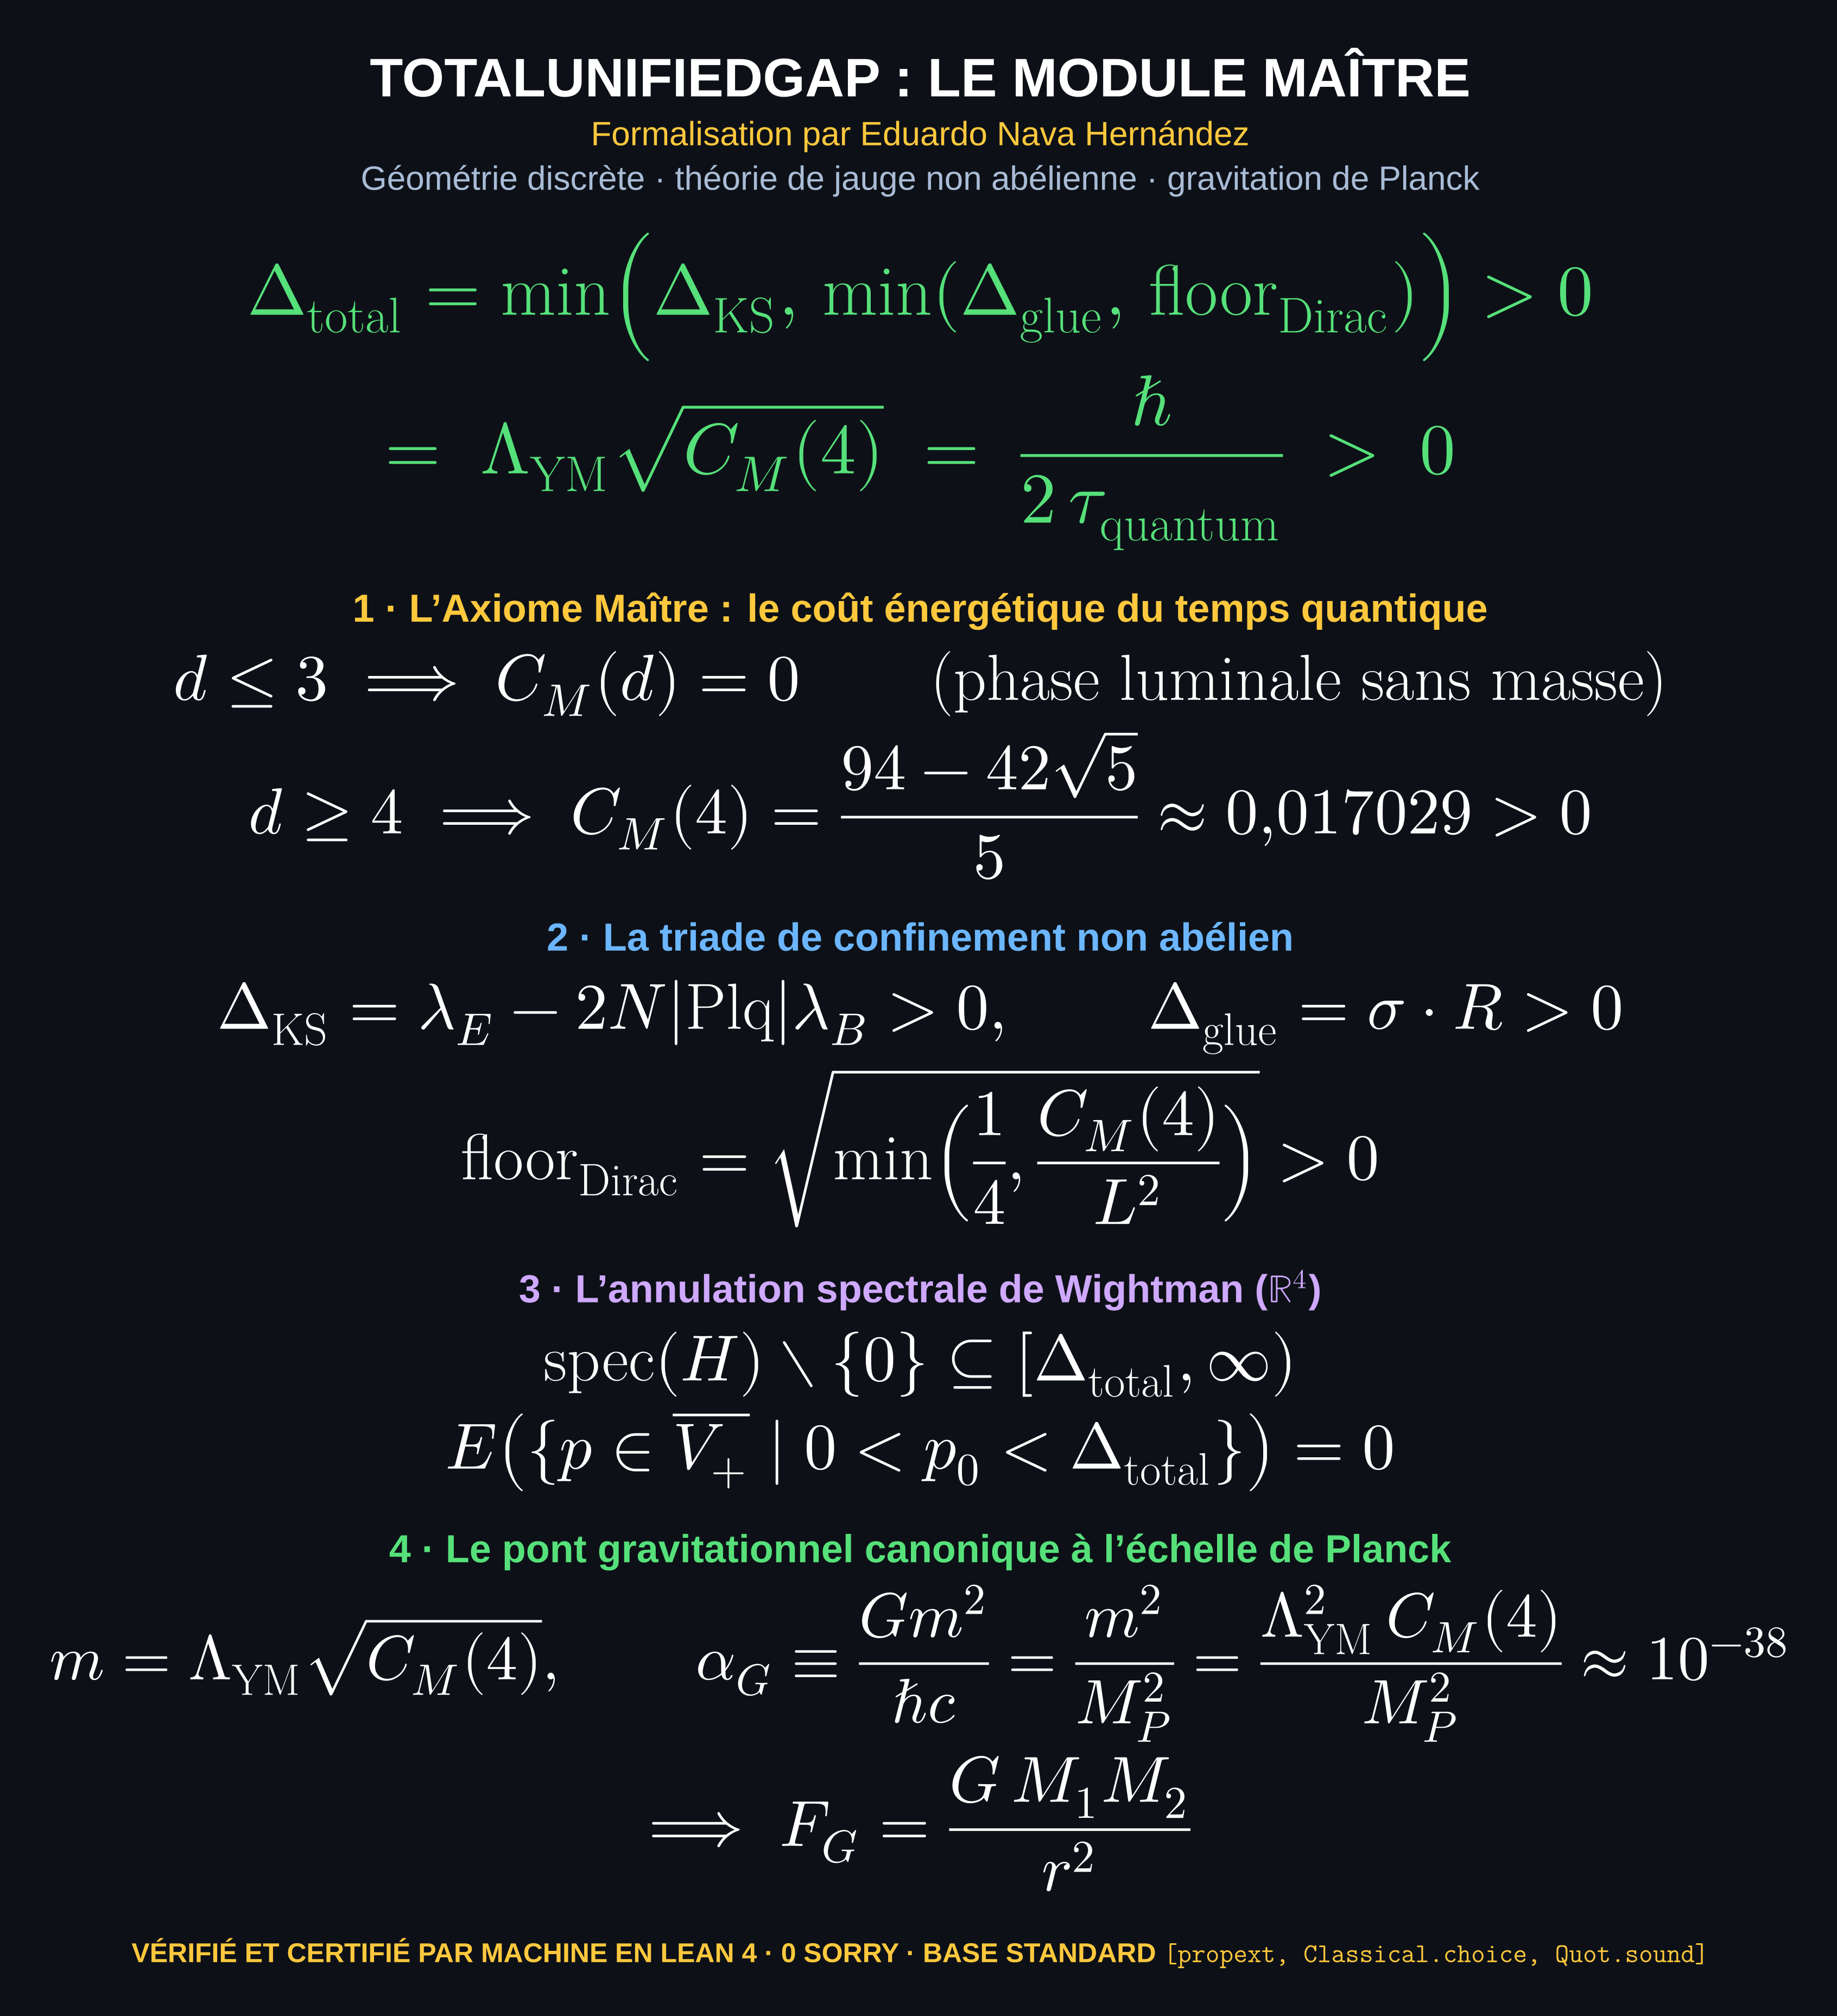 TOTALUNIFIEDGAP : LE MODULE MAÎTRE
Formalisation par Eduardo Nava Hernández
Géométrie discrète · théorie de jauge non abélienne · gravitation de Planck
Δ_total = min(Δ_KS, min(Δ_glue, floor_Dirac)) > 0
= Λ_YM √(C_M(4)) = ℏ / (2 τ_quantum) > 0
1 · L’Axiome Maître : le coût énergétique du temps quantique
d ≤ 3 ⟹ C_M(d) = 0 (phase luminale sans masse)
d ≥ 4 ⟹ C_M(4) = (94 − 42√5) / 5 ≈ 0,017029 > 0
2 · La triade de confinement non abélien
Δ_KS = λ_E − 2N|Plq|λ_B > 0, Δ_glue = σ · R > 0
floor_Dirac = √(min(1/4, C_M(4)/L²)) > 0
3 · L’annulation spectrale de Wightman (ℝ⁴)
spec(H) ∖ {0} ⊆ [Δ_total, ∞)
E({p ∈ V̅₊ | 0 < p₀ < Δ_total}) = 0
4 · Le pont gravitationnel canonique à l’échelle de Planck
m = Λ_YM √(C_M(4)), α_G ≡ Gm²/ℏc = m²/M_P² = Λ²_YM C_M(4)/M_P² ≈ 10⁻³⁸
⟹ F_G = G M₁M₂ / r²
VÉRIFIÉ ET CERTIFIÉ PAR MACHINE EN LEAN 4 · 0 SORRY · BASE STANDARD [propext, Classical.choice, Quot.sound]